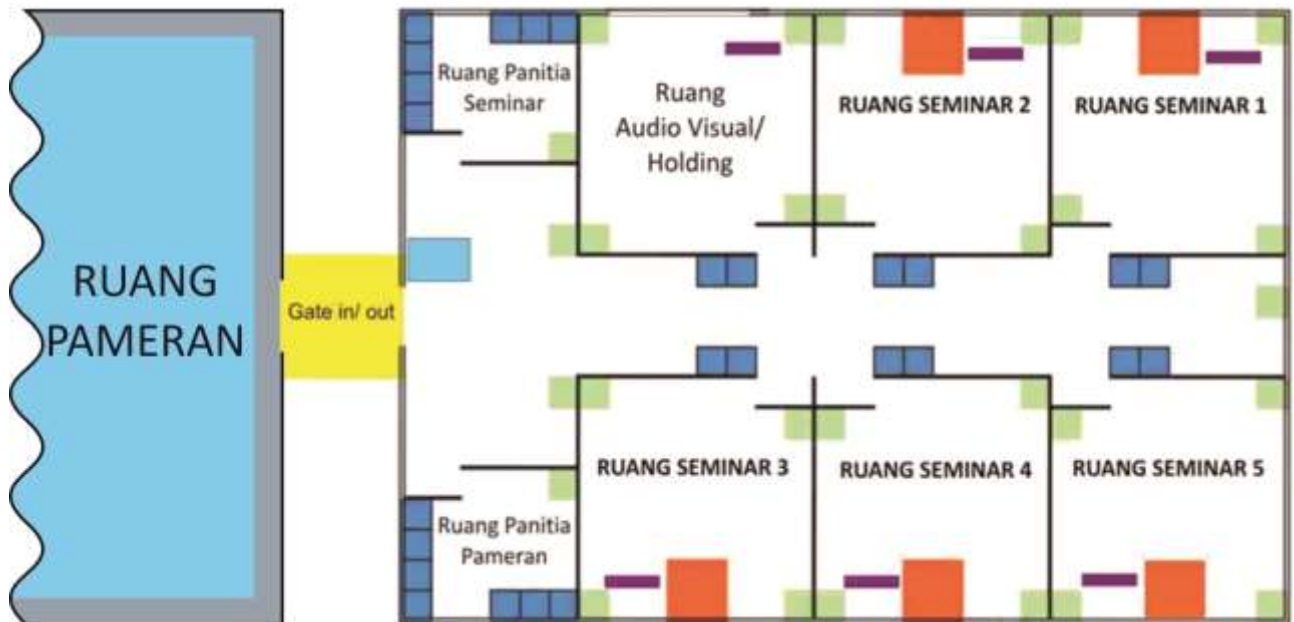 RUANG
PAMERAN
Gate in/ out
Ruang Panitia
Seminar
Ruang
Audio Visual/
Holding
RUANG SEMINAR 2
RUANG SEMINAR 1
RUANG SEMINAR 3
RUANG SEMINAR 4
RUANG SEMINAR 5
Ruang Panitia
Pameran